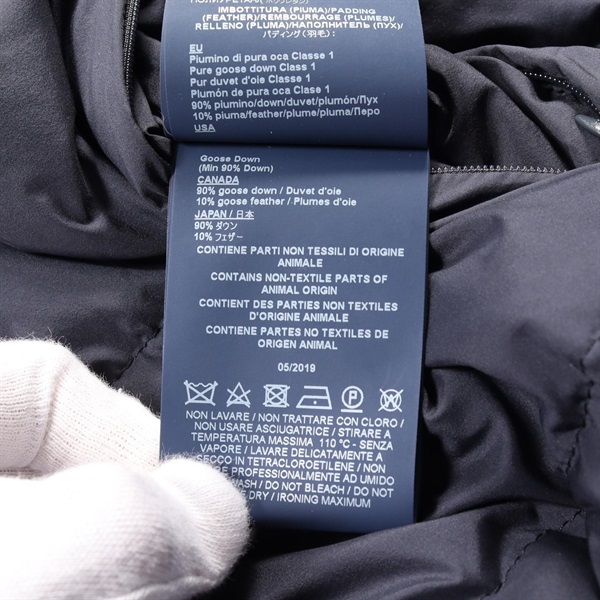 IMBOTTITURA (PIUMA)/PADDING
(FEATHER)/REMBOURRAGE (PLUMES)/
RELLENO (PLUMA)/НАПОЛНИТЕЛЬ (ПУХ)/
パディング(羽毛):
EU
Piumino di pura oca Classe 1
Pure goose down Class 1
Pur duvet d'oie Classe 1
Plumón de pura oca Clase 1
90% piumino/down/duvet/plumón/Пух
10% piuma/feather/plume/pluma/Перо
USA
Goose Down
(Min 90% Down)
CANADA
90% goose down / Duvet d'oie
10% goose feather / Plumes d'oie
JAPAN / 日本
90% ダウン
10% フェザー
CONTIENE PARTI NON TESSILI DI ORIGINE
ANIMALE
CONTAINS NON-TEXTILE PARTS OF
ANIMAL ORIGIN
CONTIENT DES PARTIES NON TEXTILES
D'ORIGINE ANIMALE
CONTIENE PARTES NO TEXTILES DE
ORIGEN ANIMAL
05/2019
NON LAVARE / NON TRATTARE CON CLORO /
NON USARE ASCIUGATRICE / STIRARE A
TEMPERATURA MASSIMA 110 °C - SENZA
VAPORE / LAVARE DELICATAMENTE A
SECCO IN TETRACLOROETILENE / NON
PROFESSIONALMENTE AD UMIDO
WASH / DO NOT BLEACH / DO NOT
DRY / IRONING MAXIMUM